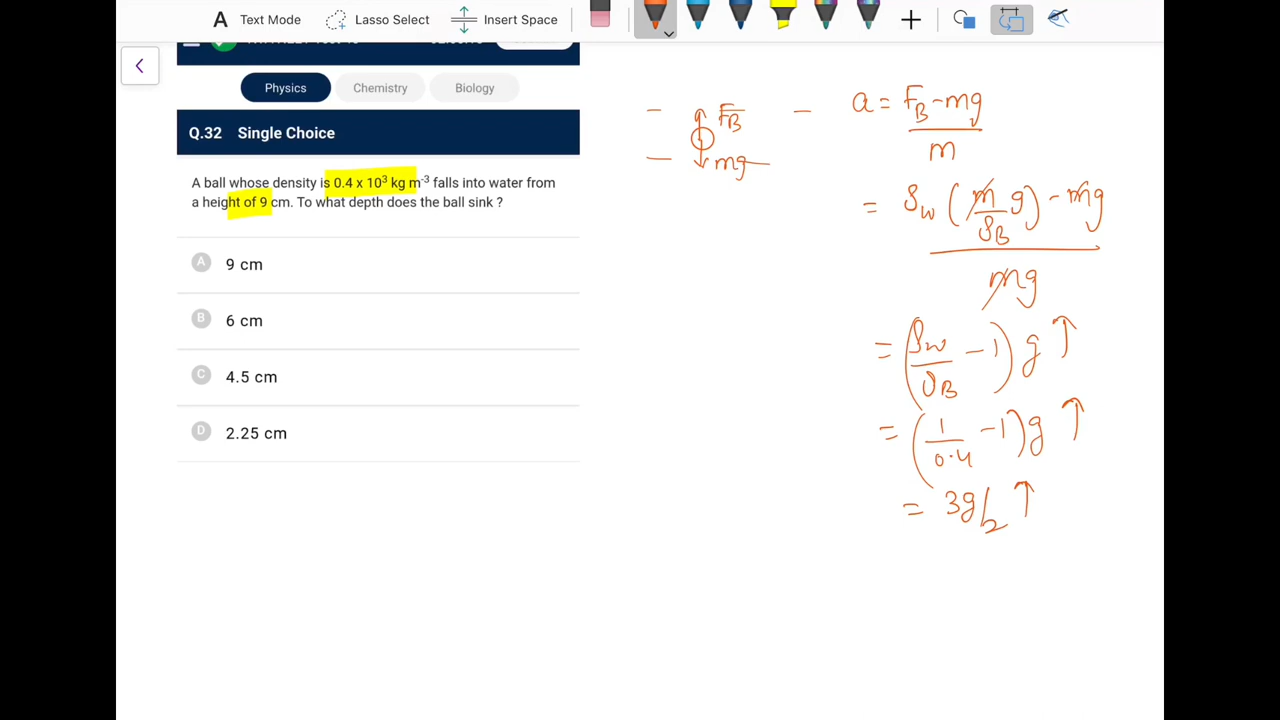 Text Mode
Lasso Select
Insert Space
Physics
Chemistry
Biology
Q.32 Single Choice
A ball whose density is 0.4 x 10³ kg m⁻³ falls into water from
a height of 9 cm. To what depth does the ball sink ?
A 9 cm
B 6 cm
C 4.5 cm
D 2.25 cm
F_B
mg
a = F_B - mg
m
= ρ_w ( m/ρ_B g ) - mg
mg
= ( ρ_w/ρ_B - 1 ) g ↑
= ( 1/0.4 - 1 ) g ↑
= 3g/2 ↑